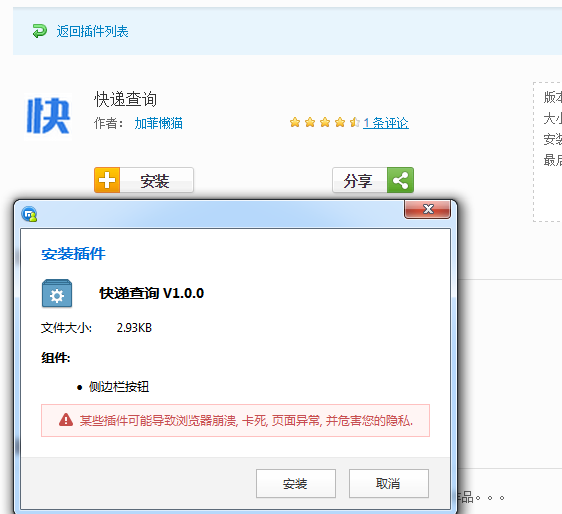 返回插件列表
快 快递查询
作者： 加菲懒猫
1 条评论
版本
大小
安装
最后
安装 分享
安装插件
快递查询 V1.0.0
文件大小: 2.93KB
组件:
侧边栏按钮
某些插件可能导致浏览器崩溃, 卡死, 页面异常, 并危害您的隐私.
安装 取消
作品。。。